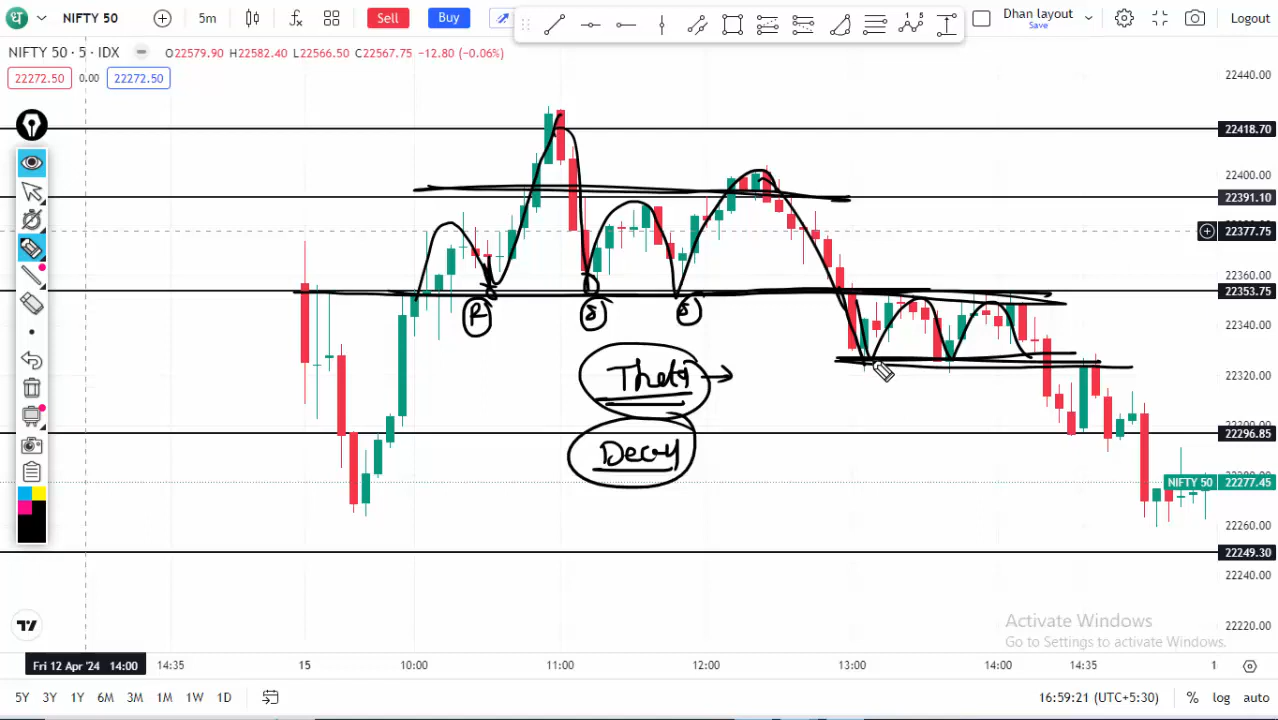 ध NIFTY 50 5m Sell Buy Dhan layout Save Logout
NIFTY 50 · 5 · IDX O22579.90 H22582.40 L22566.50 C22567.75 −12.80 (−0.06%)
22272.50 0.00 22272.50
22440.00
22418.70
22400.00
22391.10
22377.75
22360.00
22353.75
22340.00
22320.00
22296.85
NIFTY 50 22277.45
22260.00
22249.30
22240.00
22220.00
R
S
S
Theta
Decay
Activate Windows
Go to Settings to activate Windows.
Fri 12 Apr '24 14:00 14:35 15 10:00 11:00 12:00 13:00 14:00 14:35 1
5Y 3Y 1Y 6M 3M 1M 1W 1D 16:59:21 (UTC+5:30) % log auto